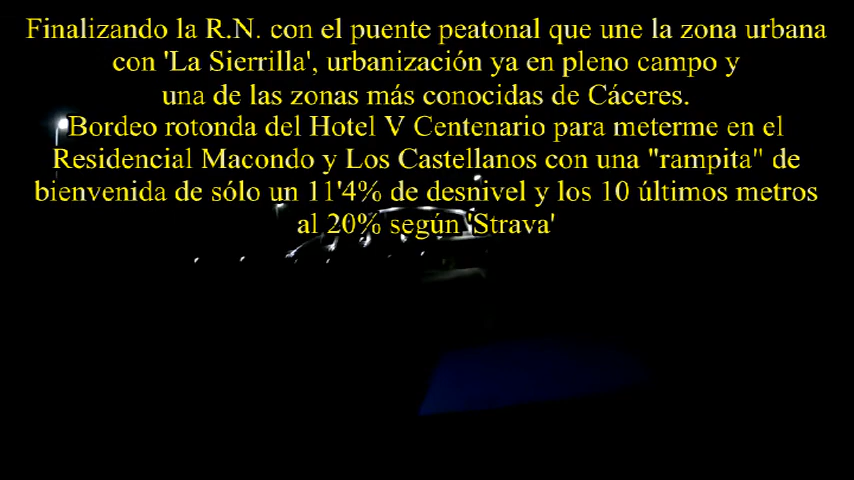 Finalizando la R.N. con el puente peatonal que une la zona urbana
con 'La Sierrilla', urbanización ya en pleno campo y
una de las zonas más conocidas de Cáceres.
Bordeo rotonda del Hotel V Centenario para meterme en el
Residencial Macondo y Los Castellanos con una "rampita" de
bienvenida de sólo un 11'4% de desnivel y los 10 últimos metros
al 20% según 'Strava'